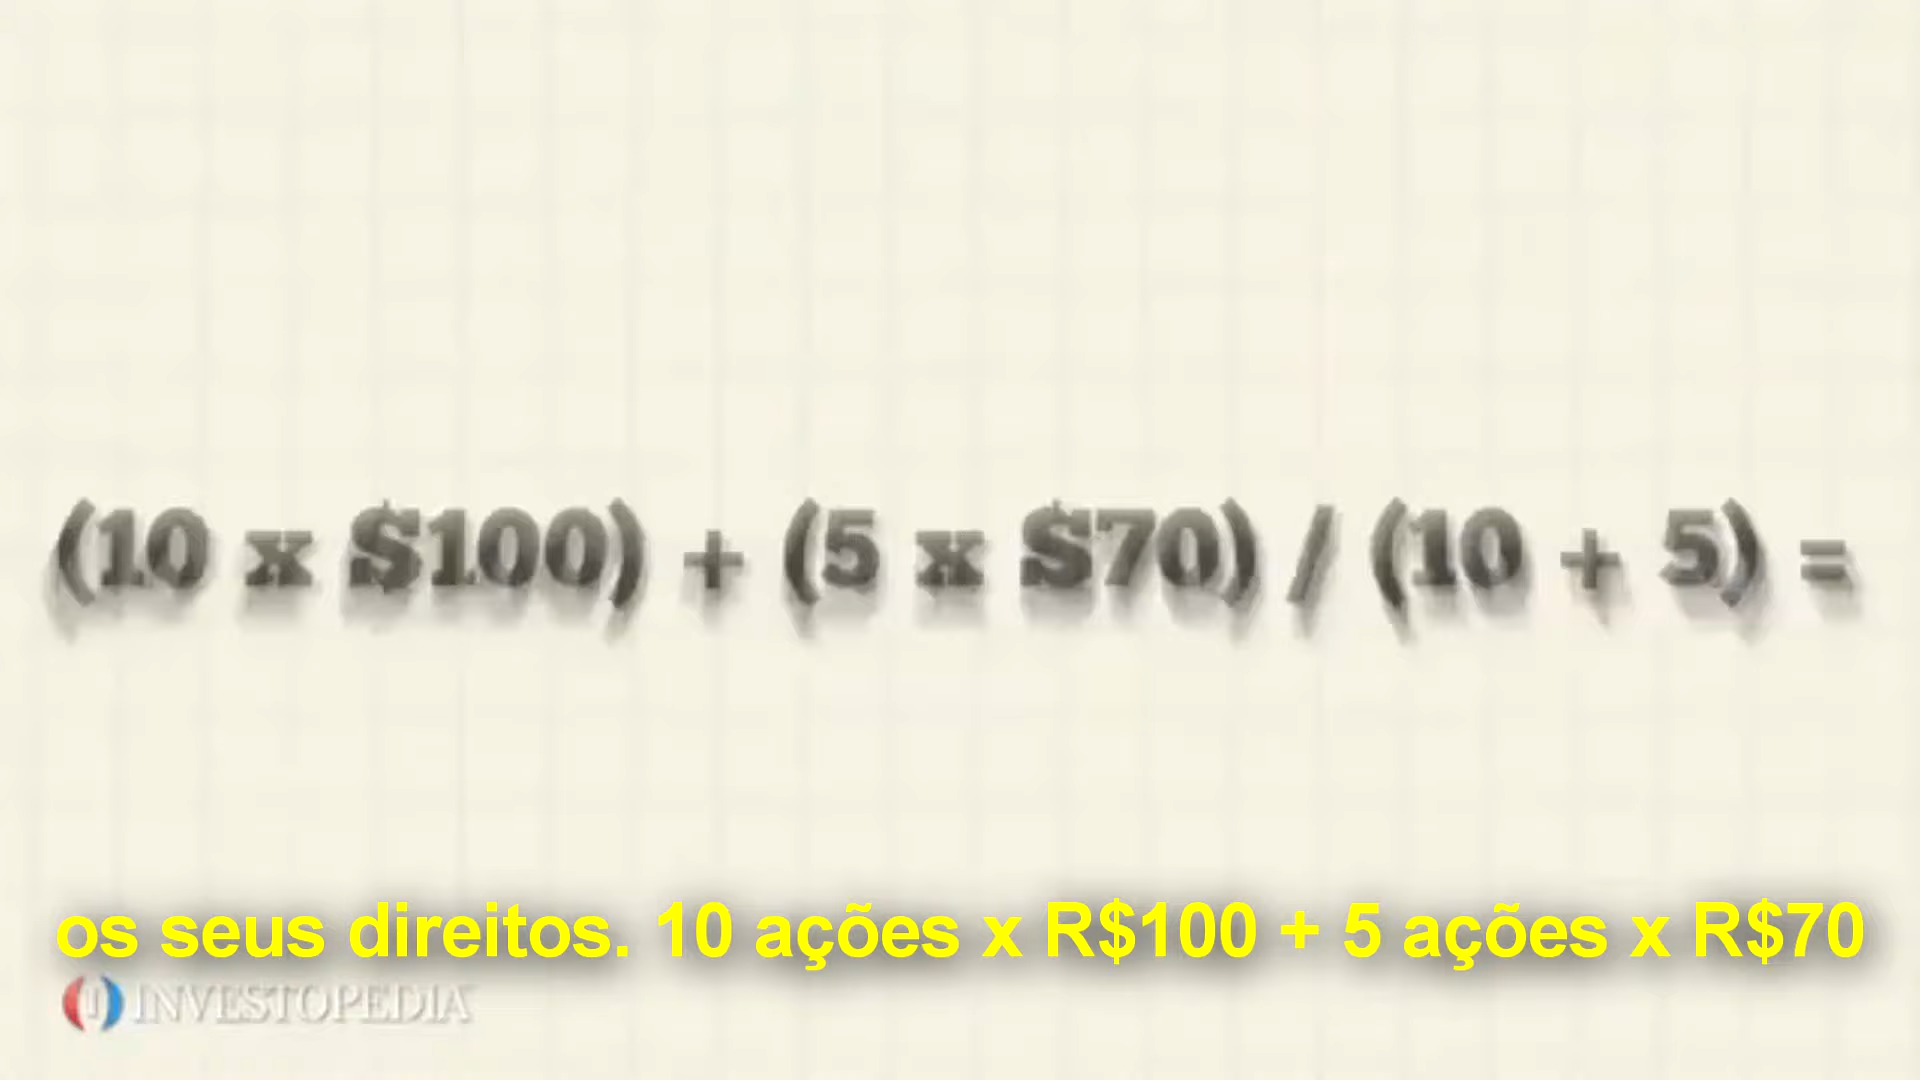 (10 x $100) + (5 x $70) / (10 + 5) =
os seus direitos. 10 ações x R$100 + 5 ações x R$70
INVESTOPEDIA